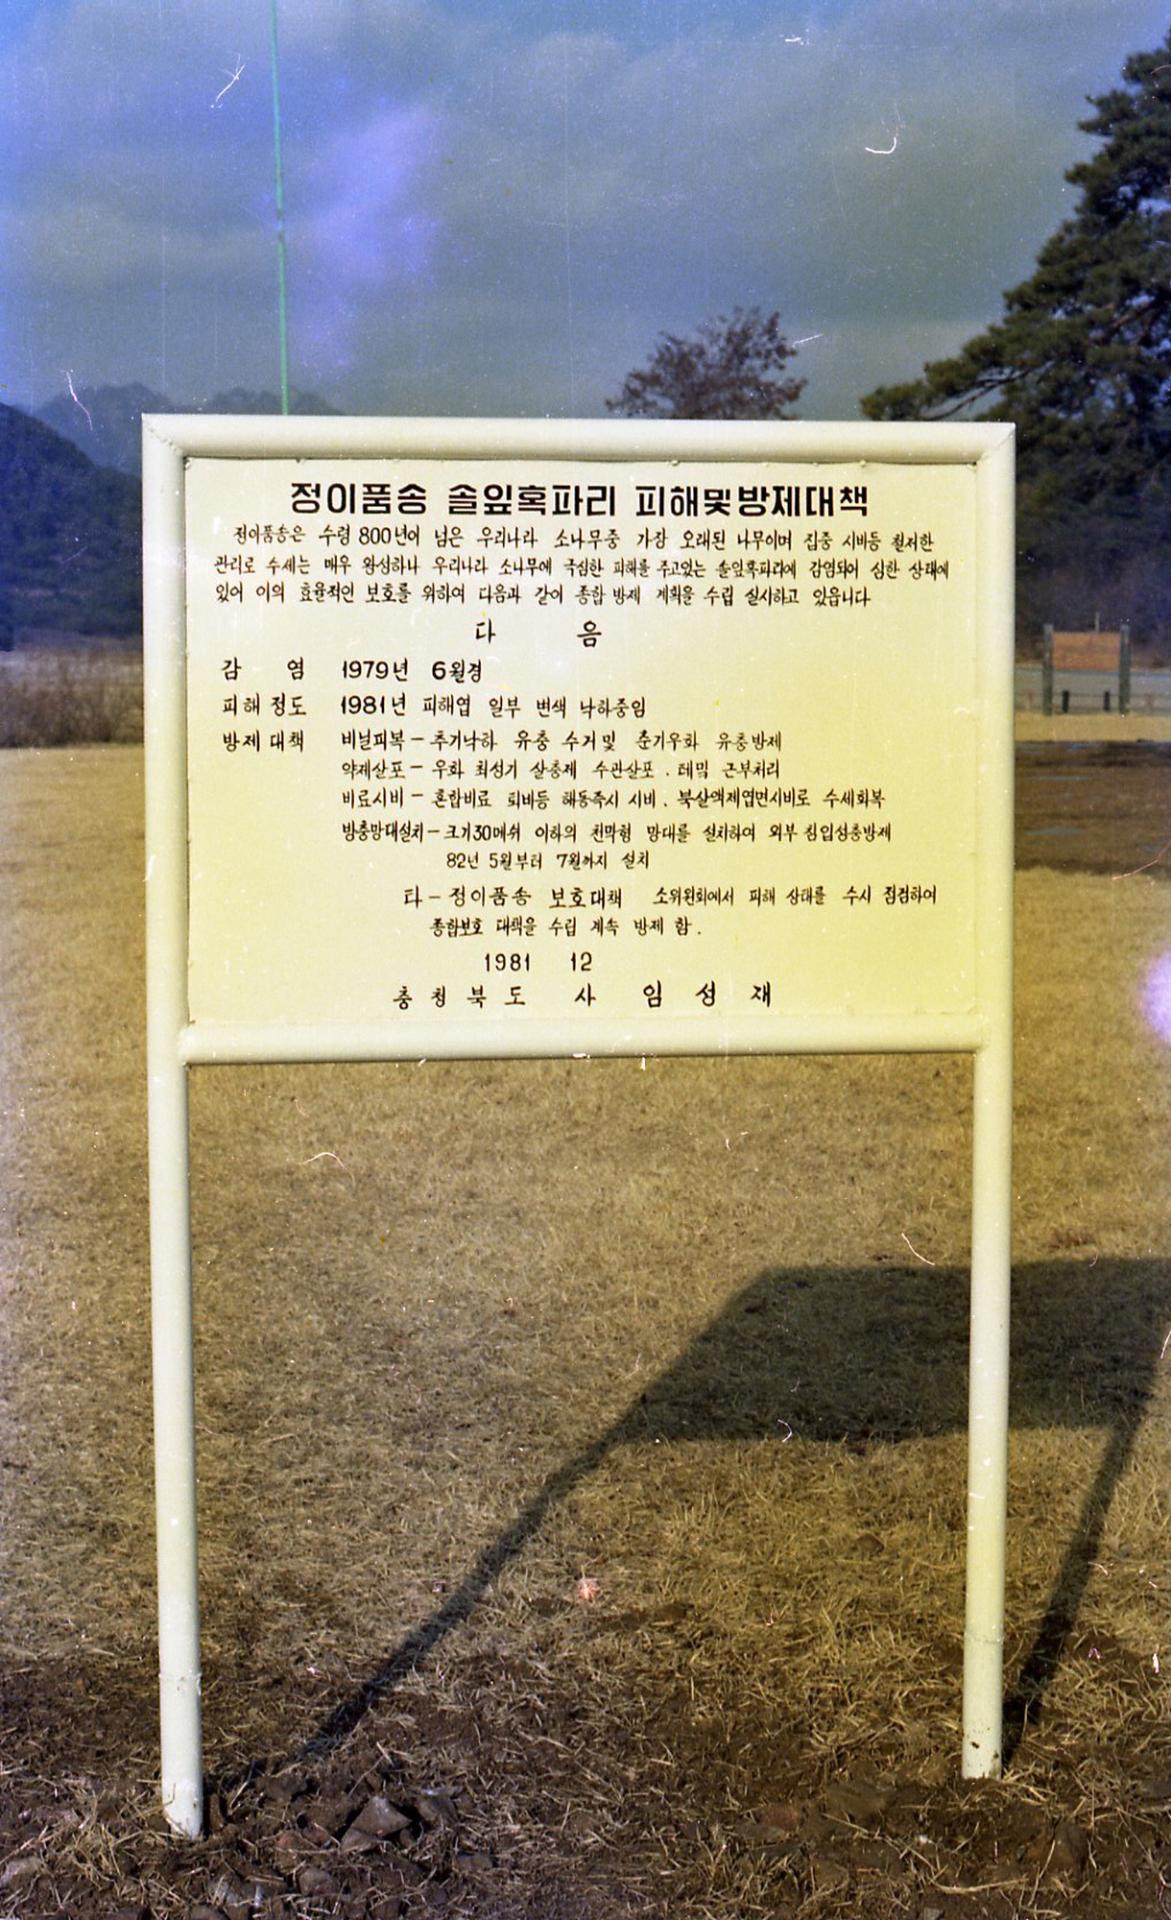 정이품송 솔잎혹파리 피해및방제대책
정이품송은 수령 800년이 넘은 우리나라 소나무중 가장 오래된 나무이며 집중 시비등 철저한
관리로 수세는 매우 왕성하나 우리나라 소나무에 극심한 피해를 주고있는 솔잎혹파리에 감염되어 심한 상태에
있어 이의 효율적인 보호를 위하여 다음과 같이 종합 방제 계획을 수립 실시하고 있읍니다
다 음
감 염 1979년 6월경
피해 정도 1981년 피해엽 일부 변색 낙하중임
방제 대책 비닐피복 - 추기낙하 유충 수거및 춘기우화 유충방제
약제살포 - 우화 최성기 살충제 수관살포 . 테믹 근부처리
비료시비 - 혼합비료 퇴비등 해동즉시 시비 . 북살액제엽면시비로 수세회복
방충망대설치 - 크기30메쉬 이하의 천막형 망대를 설치하여 외부 침입성충방제
82년 5월부터 7월까지 설치
타 - 정이품송 보호대책 소위원회에서 피해 상태를 수시 점검하여
종합보호 대책을 수립 계속 방제 함 .
1981 12
충청북도 사 임성재